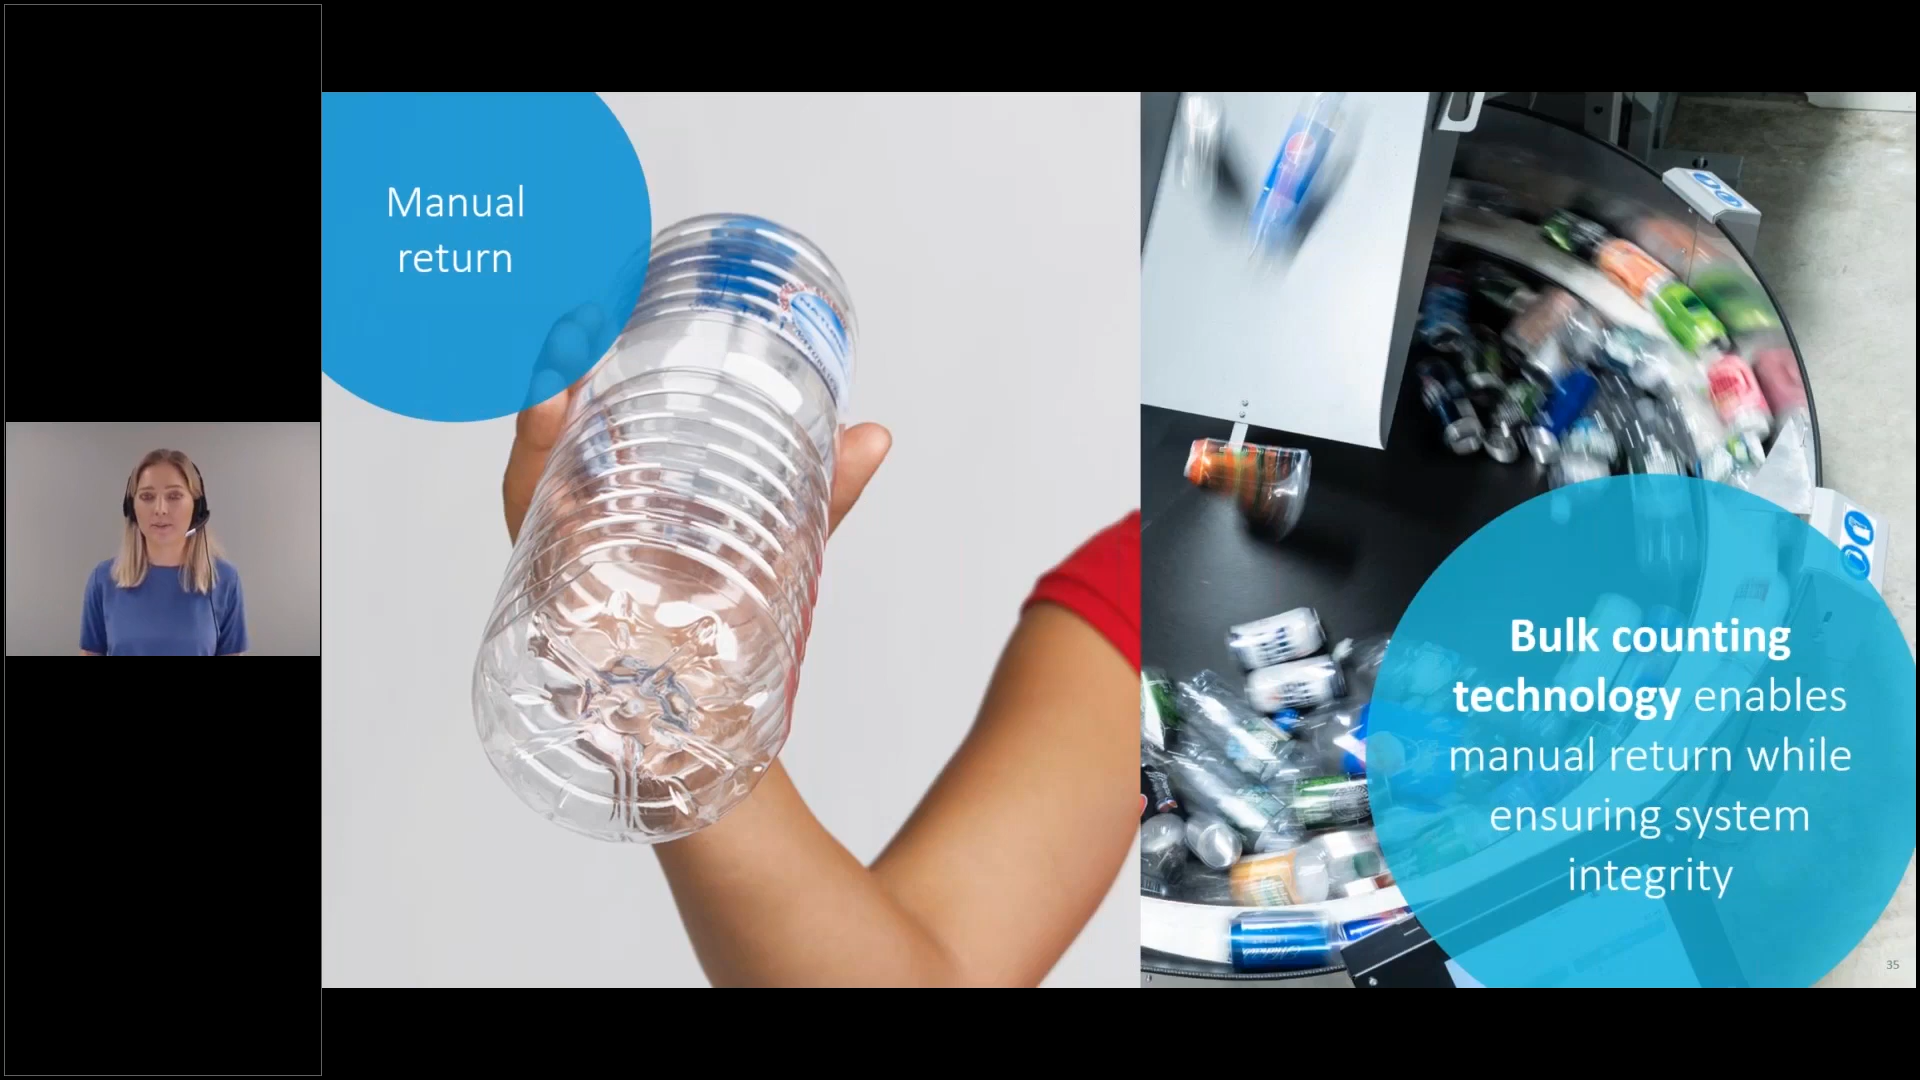 Manual
return
Bulk counting
technology enables
manual return while
ensuring system
integrity
35